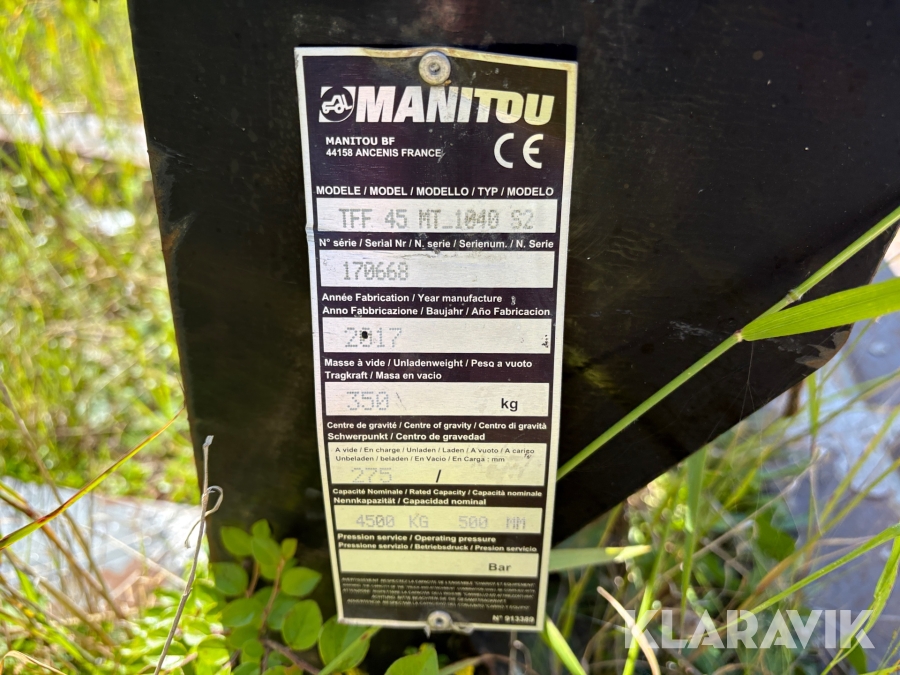 MANITOU
MANITOU BF
44158 ANCENIS FRANCE
CE
MODELE / MODEL / MODELLO / TYP / MODELO
TFF 45 MT 1040 S2
N° série / Serial Nr / N. serie / Serienum. / N. Serie
170668
Année Fabrication / Year manufacture
Anno Fabbricazione / Baujahr / Año Fabricacion
2017
Masse à vide / Unladenweight / Peso a vuoto
Tragkraft / Masa en vacio
350 kg
Centre de gravité / Centre of gravity / Centro di gravità
Schwerpunkt / Centro de gravedad
A vide / En charge / Unladen / Laden / A vuoto / A carigo
Unbeladen / beladen / En Vacio / En Carga : mm
275 /
Capacité Nominale / Rated Capacity / Capacità nominale
Nennkapazität / Capacidad nominal
4500 KG 500 MM
Pression service / Operating pressure
Pressione servizio / Betriebsdruck / Presion servicio
Bar
N° 913389
KLARAVIK